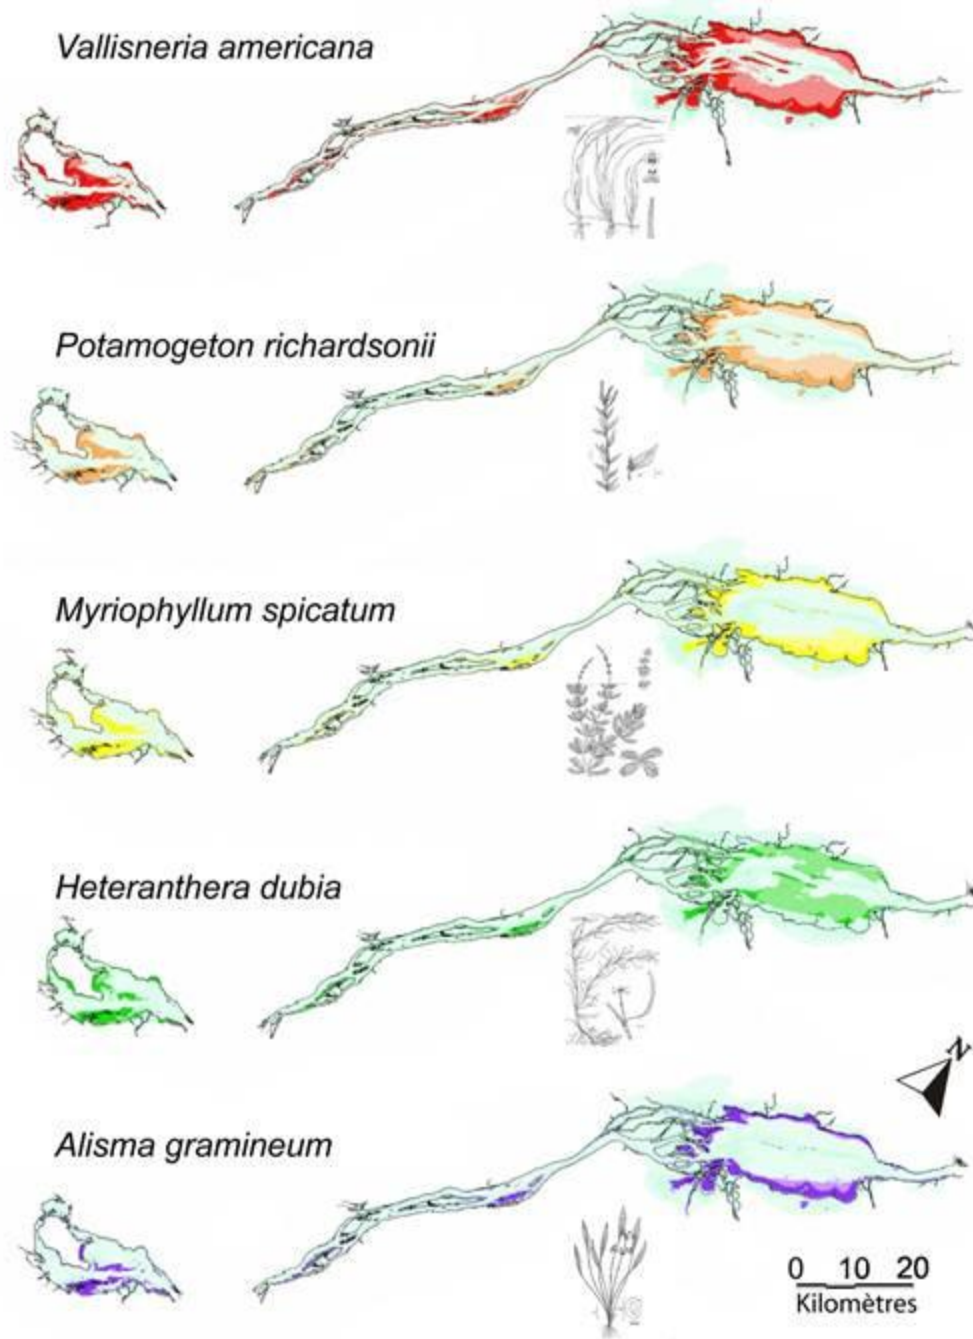 Vallisneria americana
Potamogeton richardsonii
Myriophyllum spicatum
Heteranthera dubia
N
Alisma gramineum
0 10 20
Kilomètres